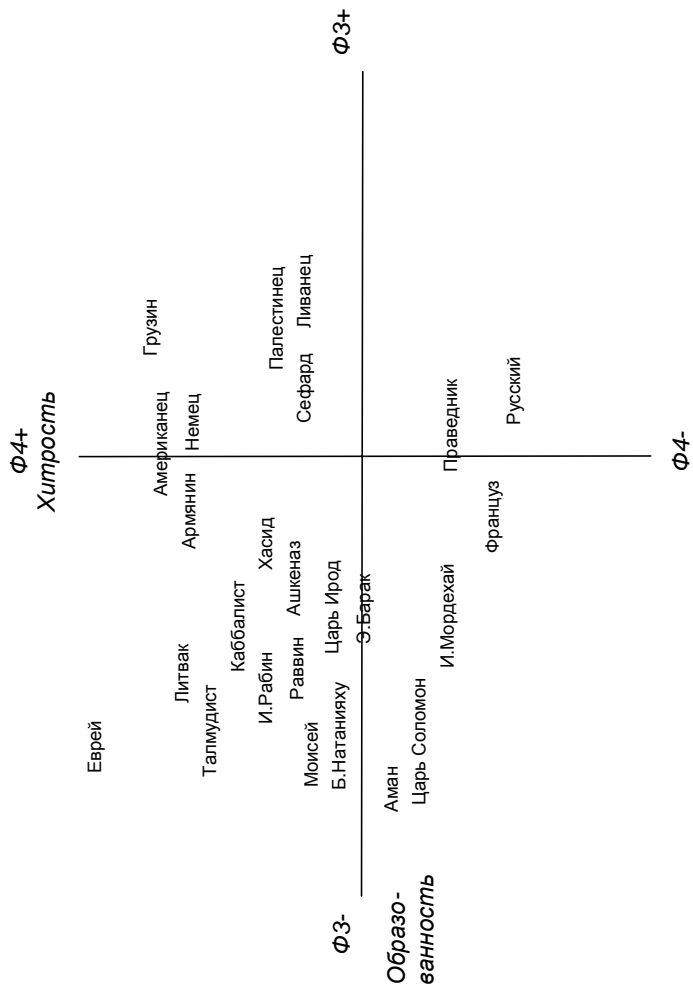 Ф4+
Хитрость
Еврей
Грузин
Американец
Литвак
Армянин
Немец
Талмудист
Каббалист
И.Рабин
Хасид
Палестинец
Раввин
Ашкеназ
Сефард
Ливанец
Моисей
Царь Ирод
Б.Натанияху
Ф3-
Ф3+
Э.Барак
Аман
Образо-
ванность
Царь Соломон
И.Мордехай
Праведник
Француз
Русский
Ф4-